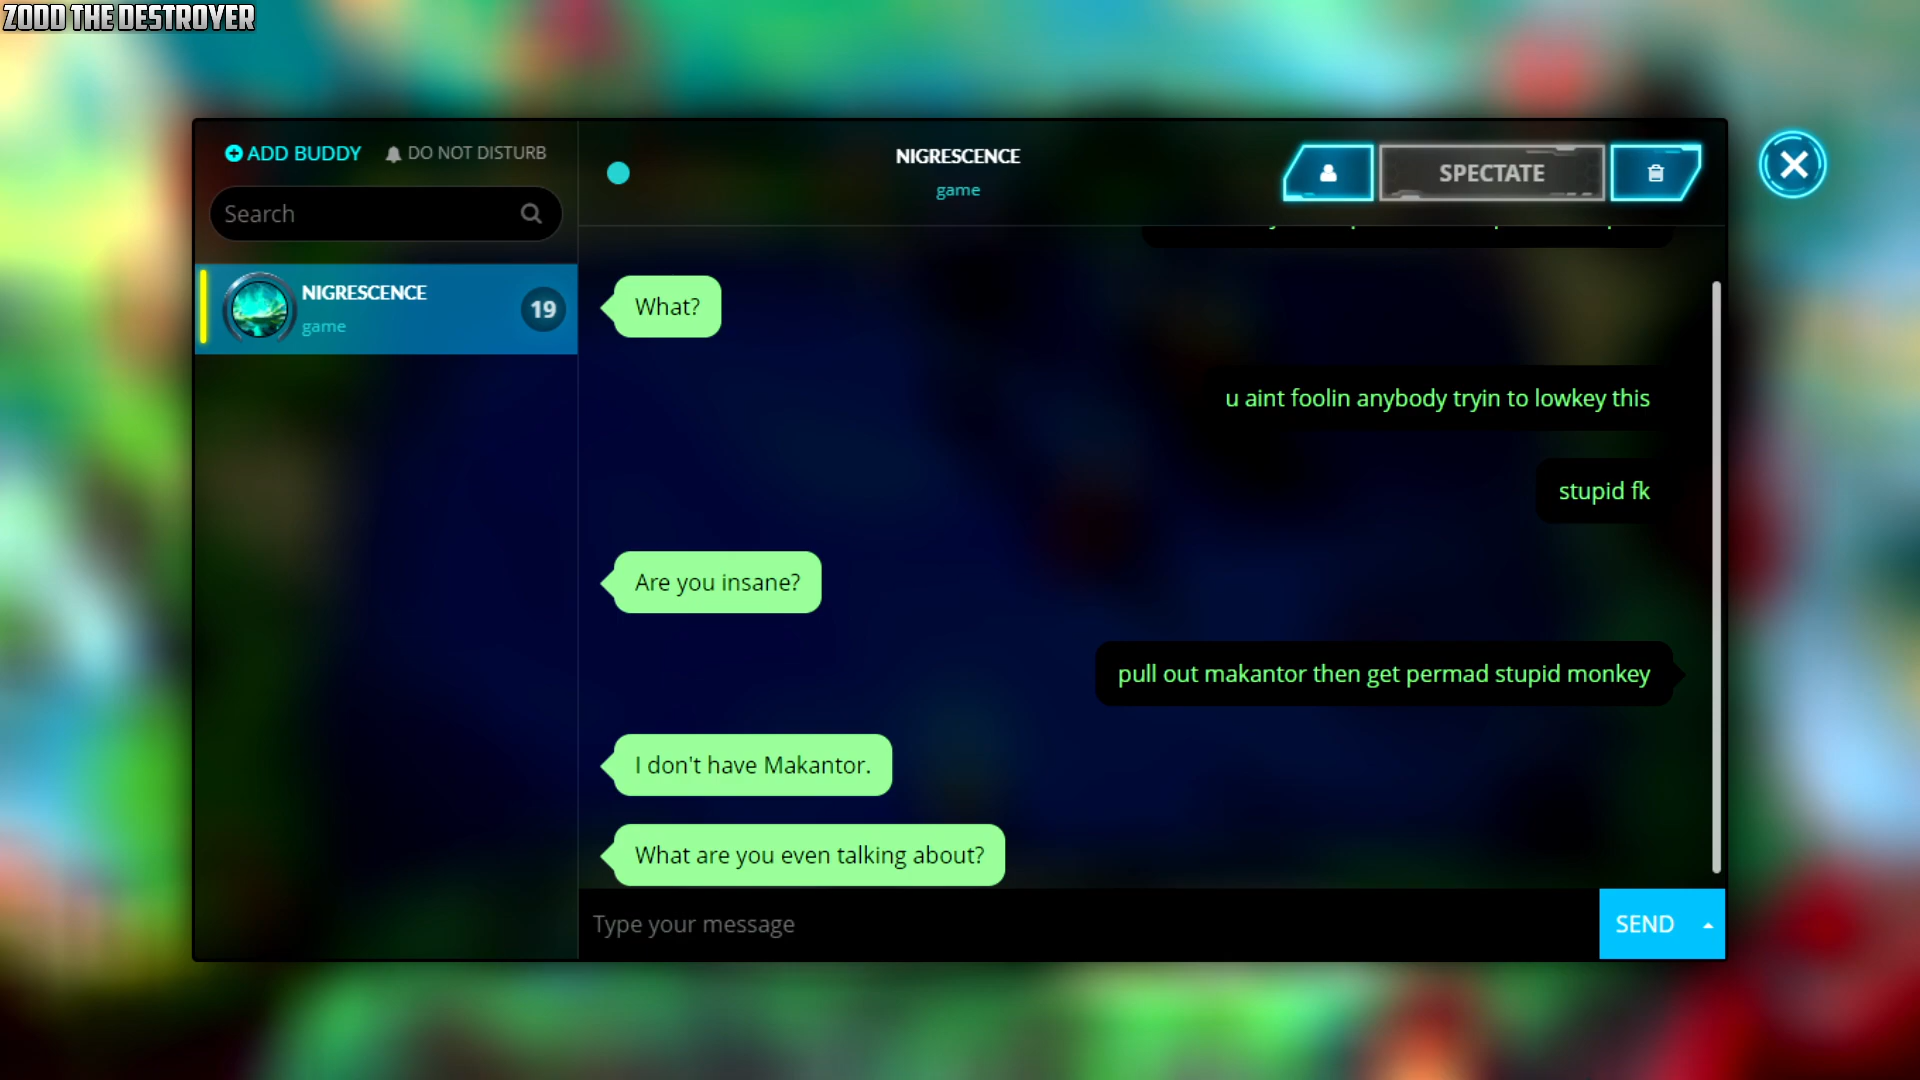 ZODD THE DESTROYER
ADD BUDDY
DO NOT DISTURB
Search
NIGRESCENCE
game
19
NIGRESCENCE
game
SPECTATE
What?
u aint foolin anybody tryin to lowkey this
stupid fk
Are you insane?
pull out makantor then get permad stupid monkey
I don't have Makantor.
What are you even talking about?
Type your message
SEND